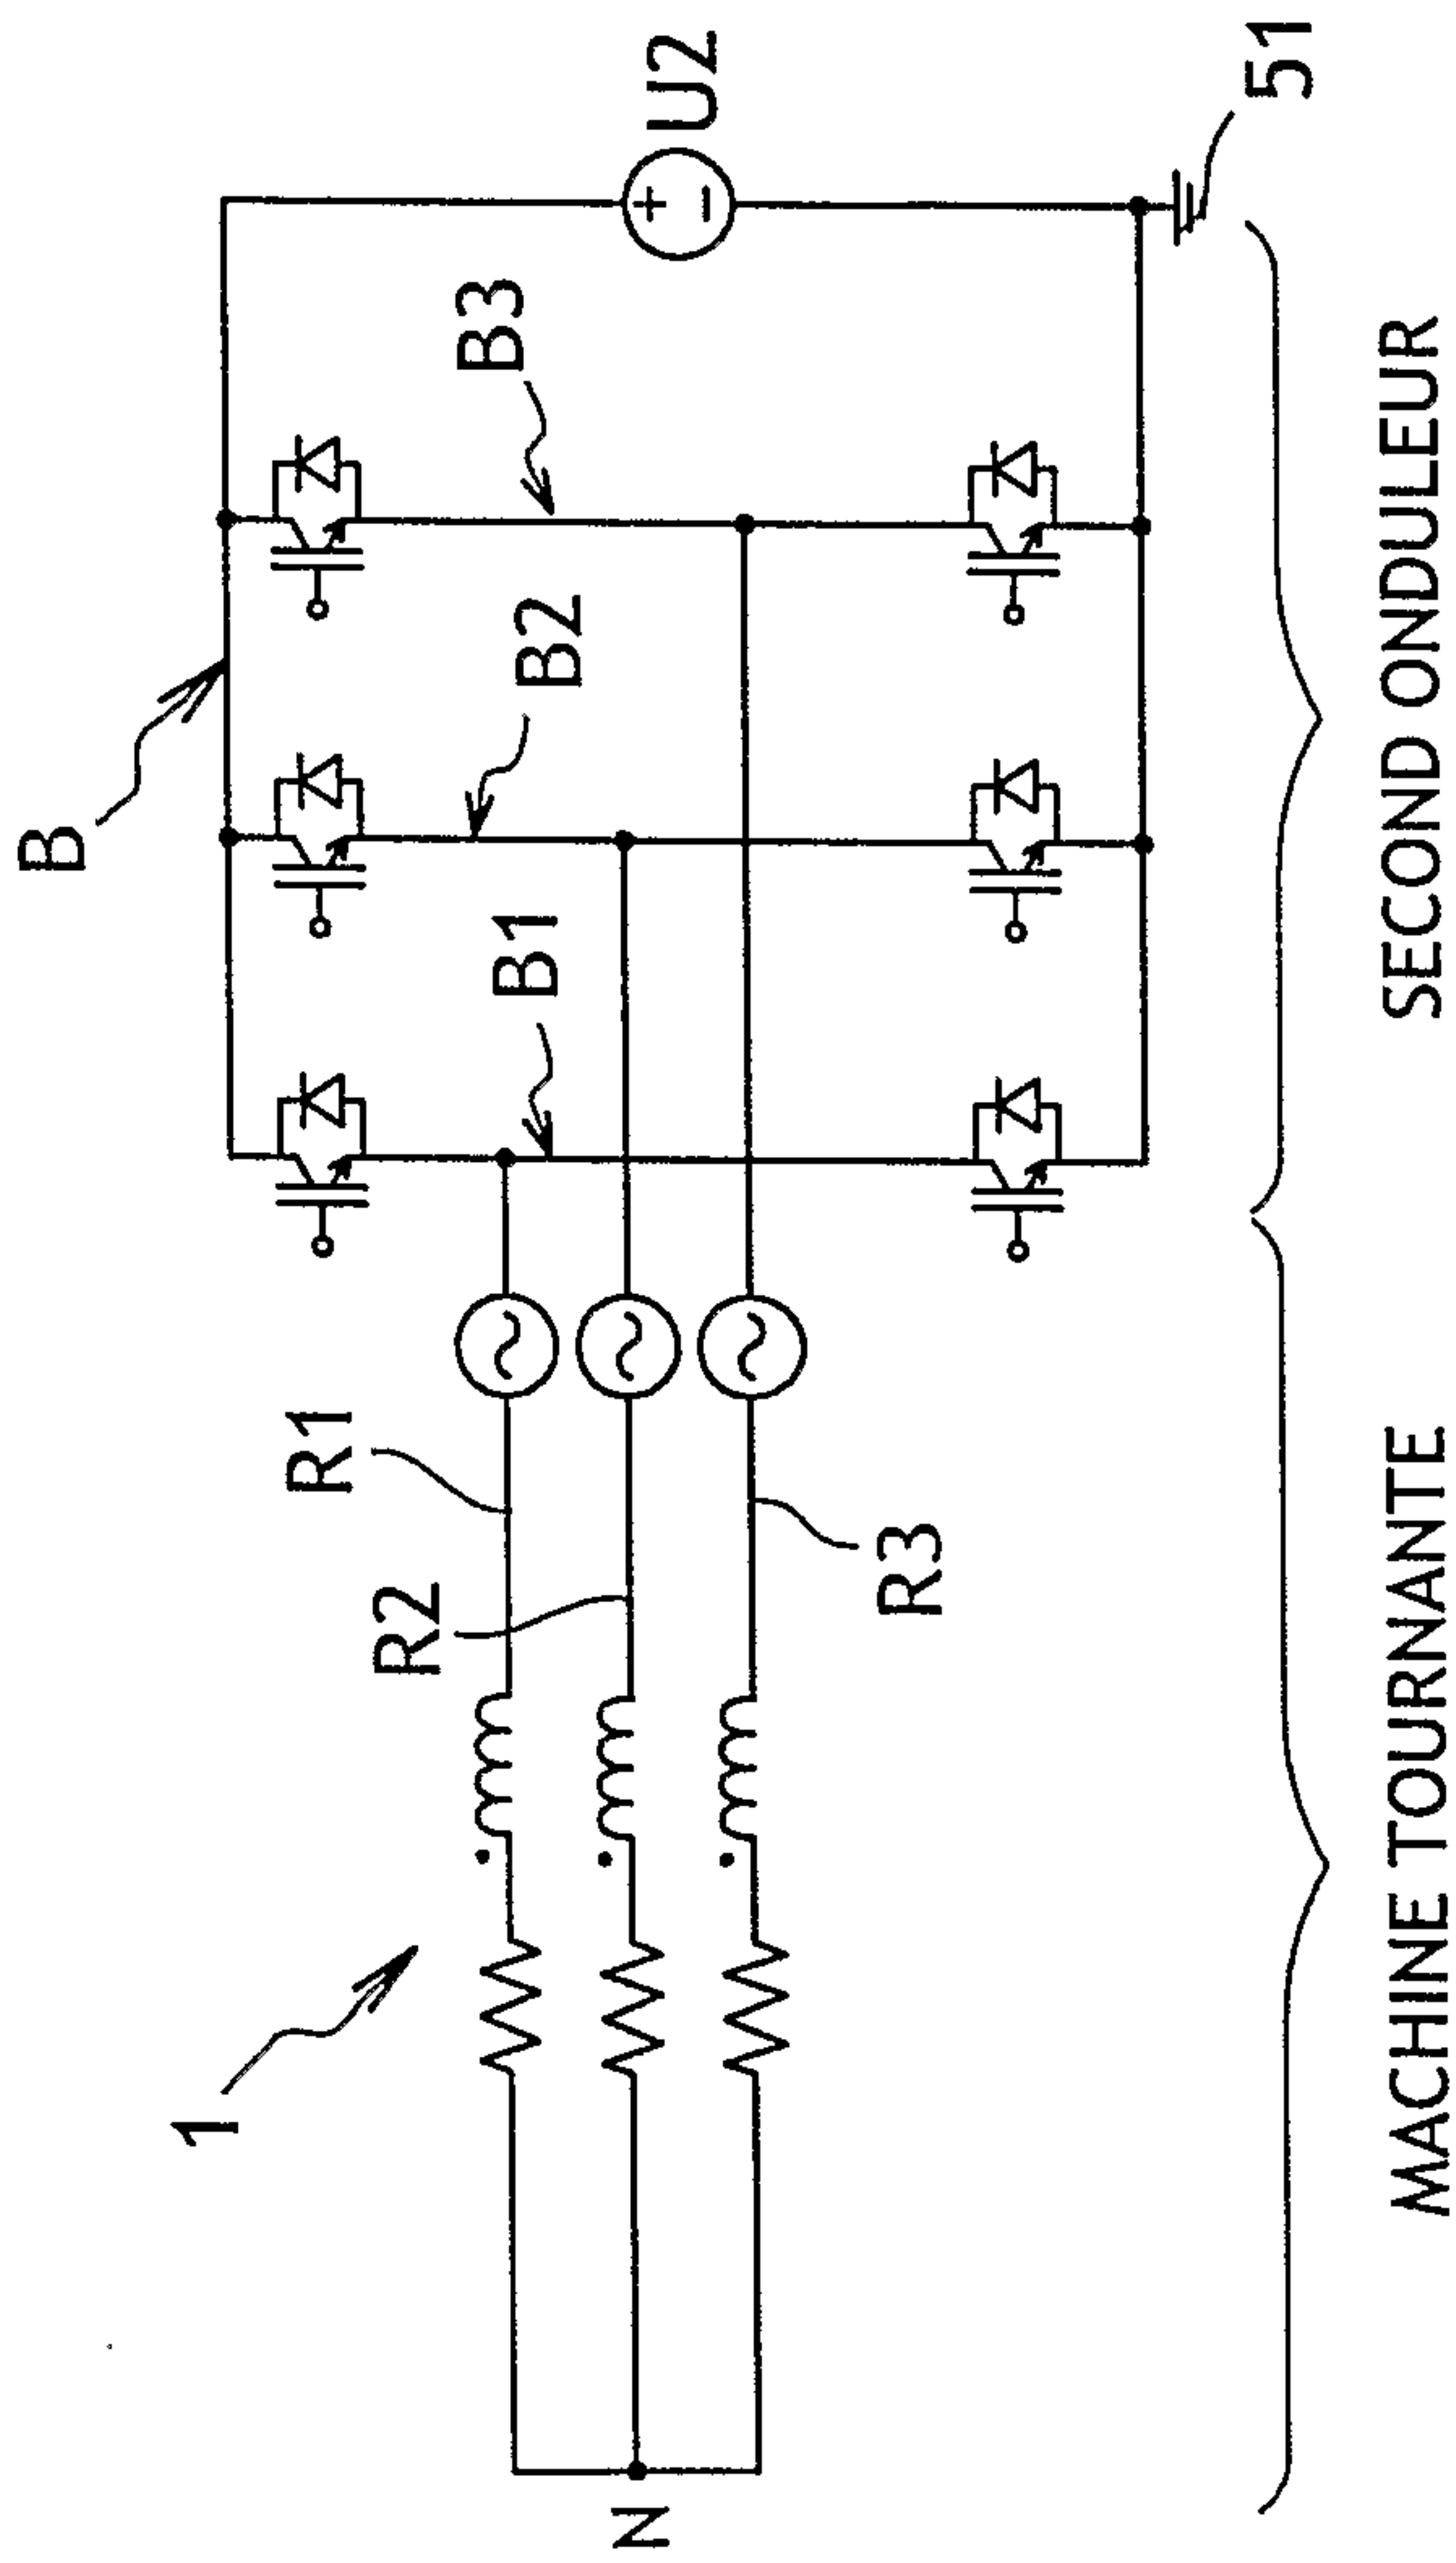 B
B1
B2
B3
U2
51
1
R1
R2
R3
N
MACHINE TOURNANTE
SECOND ONDULEUR